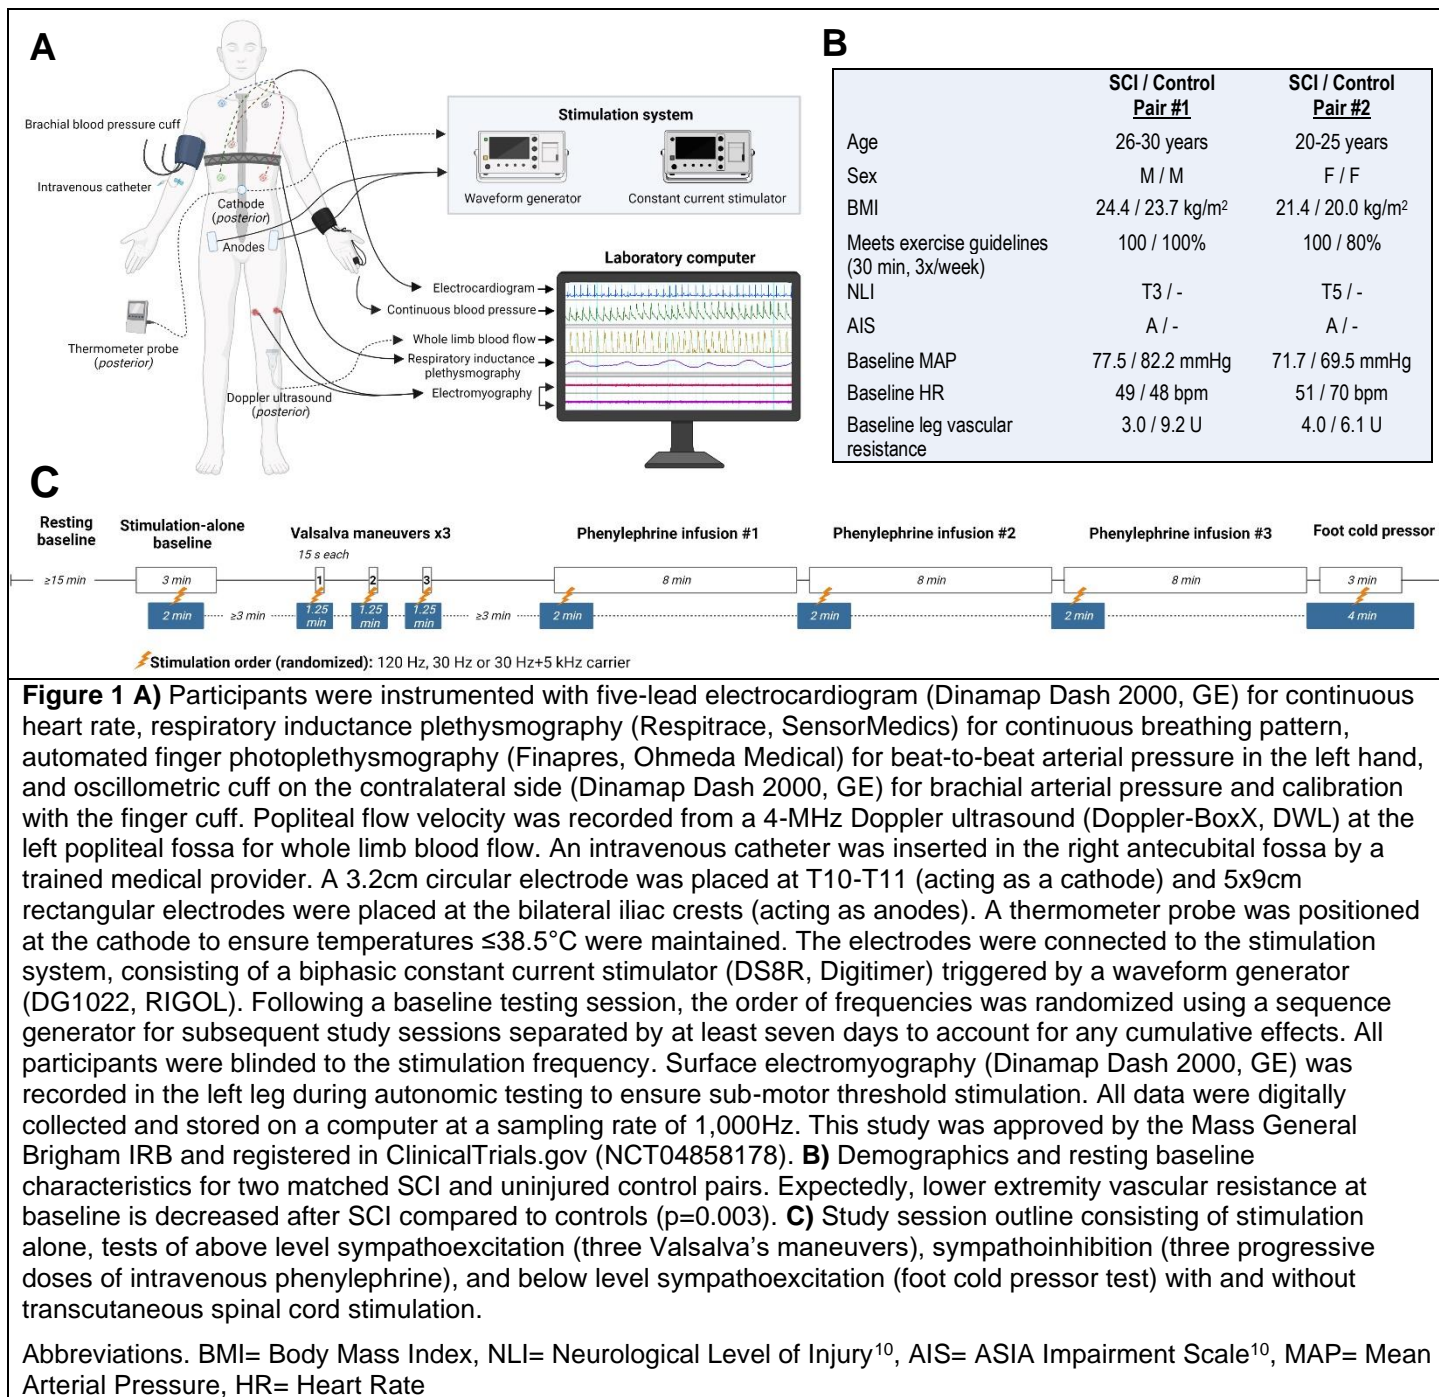 A
Brachial blood pressure cuff
Intravenous catheter
Cathode
(posterior)
Anodes
Thermometer probe
(posterior)
Doppler ultrasound
(posterior)
Stimulation system
Waveform generator
Constant current stimulator
Laboratory computer
Electrocardiogram
Continuous blood pressure
Whole limb blood flow
Respiratory inductance
plethysmography
Electromyography
B
SCI / Control SCI / Control
Pair #1 Pair #2
Age 26-30 years 20-25 years
Sex M / M F / F
BMI 24.4 / 23.7 kg/m² 21.4 / 20.0 kg/m²
Meets exercise guidelines 100 / 100% 100 / 80%
(30 min, 3x/week)
NLI T3 / - T5 / -
AIS A / - A / -
Baseline MAP 77.5 / 82.2 mmHg 71.7 / 69.5 mmHg
Baseline HR 49 / 48 bpm 51 / 70 bpm
Baseline leg vascular 3.0 / 9.2 U 4.0 / 6.1 U
resistance
C
Resting
baseline
Stimulation-alone
baseline
Valsalva maneuvers x3
15 s each
Phenylephrine infusion #1
Phenylephrine infusion #2
Phenylephrine infusion #3
Foot cold pressor
≥15 min 3 min 1 2 3 8 min 8 min 8 min 3 min
2 min ≥3 min 1.25 min 1.25 min 1.25 min ≥3 min 2 min 2 min 2 min 4 min
Stimulation order (randomized): 120 Hz, 30 Hz or 30 Hz+5 kHz carrier
Figure 1 A) Participants were instrumented with five-lead electrocardiogram (Dinamap Dash 2000, GE) for continuous
heart rate, respiratory inductance plethysmography (Respitrace, SensorMedics) for continuous breathing pattern,
automated finger photoplethysmography (Finapres, Ohmeda Medical) for beat-to-beat arterial pressure in the left hand,
and oscillometric cuff on the contralateral side (Dinamap Dash 2000, GE) for brachial arterial pressure and calibration
with the finger cuff. Popliteal flow velocity was recorded from a 4-MHz Doppler ultrasound (Doppler-BoxX, DWL) at the
left popliteal fossa for whole limb blood flow. An intravenous catheter was inserted in the right antecubital fossa by a
trained medical provider. A 3.2cm circular electrode was placed at T10-T11 (acting as a cathode) and 5x9cm
rectangular electrodes were placed at the bilateral iliac crests (acting as anodes). A thermometer probe was positioned
at the cathode to ensure temperatures ≤38.5°C were maintained. The electrodes were connected to the stimulation
system, consisting of a biphasic constant current stimulator (DS8R, Digitimer) triggered by a waveform generator
(DG1022, RIGOL). Following a baseline testing session, the order of frequencies was randomized using a sequence
generator for subsequent study sessions separated by at least seven days to account for any cumulative effects. All
participants were blinded to the stimulation frequency. Surface electromyography (Dinamap Dash 2000, GE) was
recorded in the left leg during autonomic testing to ensure sub-motor threshold stimulation. All data were digitally
collected and stored on a computer at a sampling rate of 1,000Hz. This study was approved by the Mass General
Brigham IRB and registered in ClinicalTrials.gov (NCT04858178). B) Demographics and resting baseline
characteristics for two matched SCI and uninjured control pairs. Expectedly, lower extremity vascular resistance at
baseline is decreased after SCI compared to controls (p=0.003). C) Study session outline consisting of stimulation
alone, tests of above level sympathoexcitation (three Valsalva's maneuvers), sympathoinhibition (three progressive
doses of intravenous phenylephrine), and below level sympathoexcitation (foot cold pressor test) with and without
transcutaneous spinal cord stimulation.
Abbreviations. BMI= Body Mass Index, NLI= Neurological Level of Injury¹⁰, AIS= ASIA Impairment Scale¹⁰, MAP= Mean
Arterial Pressure, HR= Heart Rate